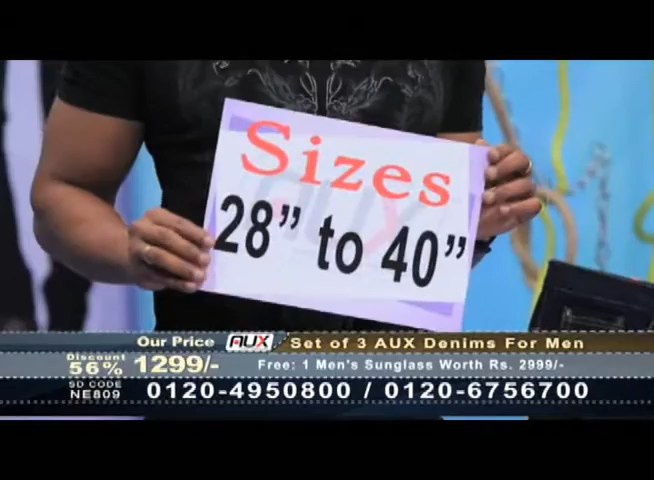 Sizes
28” to 40”
Our Price AUX Set of 3 AUX Denims For Men
Discount 56% 1299/- Free: 1 Men's Sunglass Worth Rs. 2999/-
SD CODE NE809 0120-4950800 / 0120-6756700